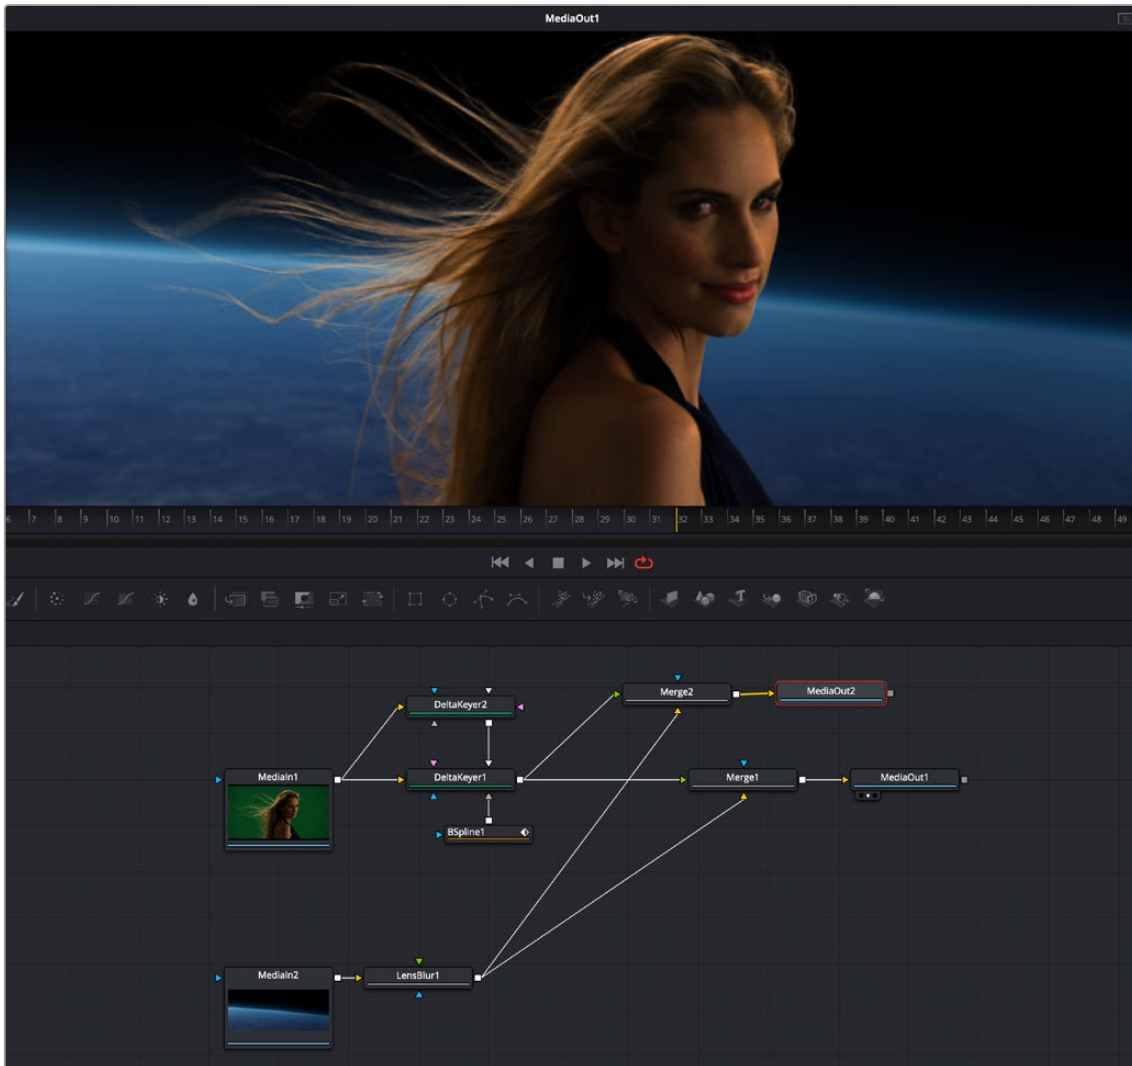 MediaOut1
6 7 8 9 10 11 12 13 14 15 16 17 18 19 20 21 22 23 24 25 26 27 28 29 30 31 32 33 34 35 36 37 38 39 40 41 42 43 44 45 46 47 48 49
Merge2
MediaOut2
DeltaKeyer2
MediaIn1
DeltaKeyer1
Merge1
MediaOut1
BSpline1
MediaIn2
LensBlur1